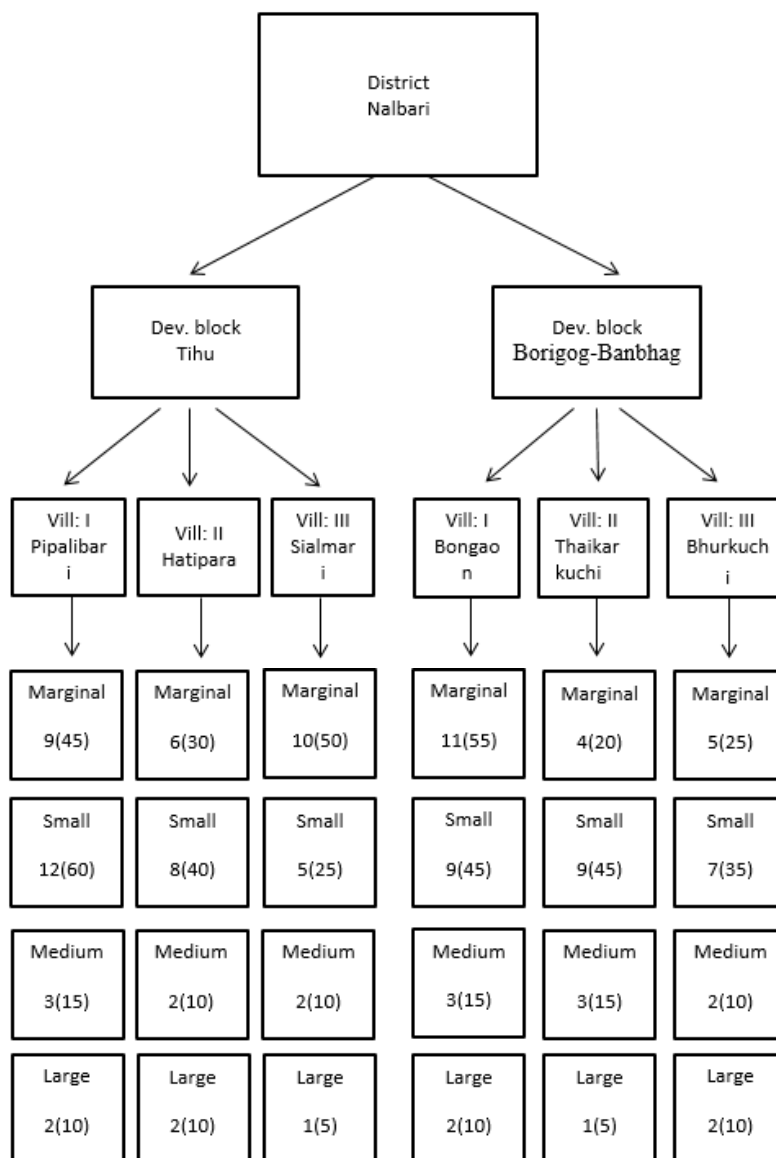 District
Nalbari
Dev. block
Tihu
Dev. block
Borigog-Banbhag
Vill: I
Pipalibar
i
Vill: II
Hatipara
Vill: III
Sialmar
i
Vill: I
Bongao
n
Vill: II
Thaikar
kuchi
Vill: III
Bhurkuch
i
Marginal
9(45)
Marginal
6(30)
Marginal
10(50)
Marginal
11(55)
Marginal
4(20)
Marginal
5(25)
Small
12(60)
Small
8(40)
Small
5(25)
Small
9(45)
Small
9(45)
Small
7(35)
Medium
3(15)
Medium
2(10)
Medium
2(10)
Medium
3(15)
Medium
3(15)
Medium
2(10)
Large
2(10)
Large
2(10)
Large
1(5)
Large
2(10)
Large
1(5)
Large
2(10)